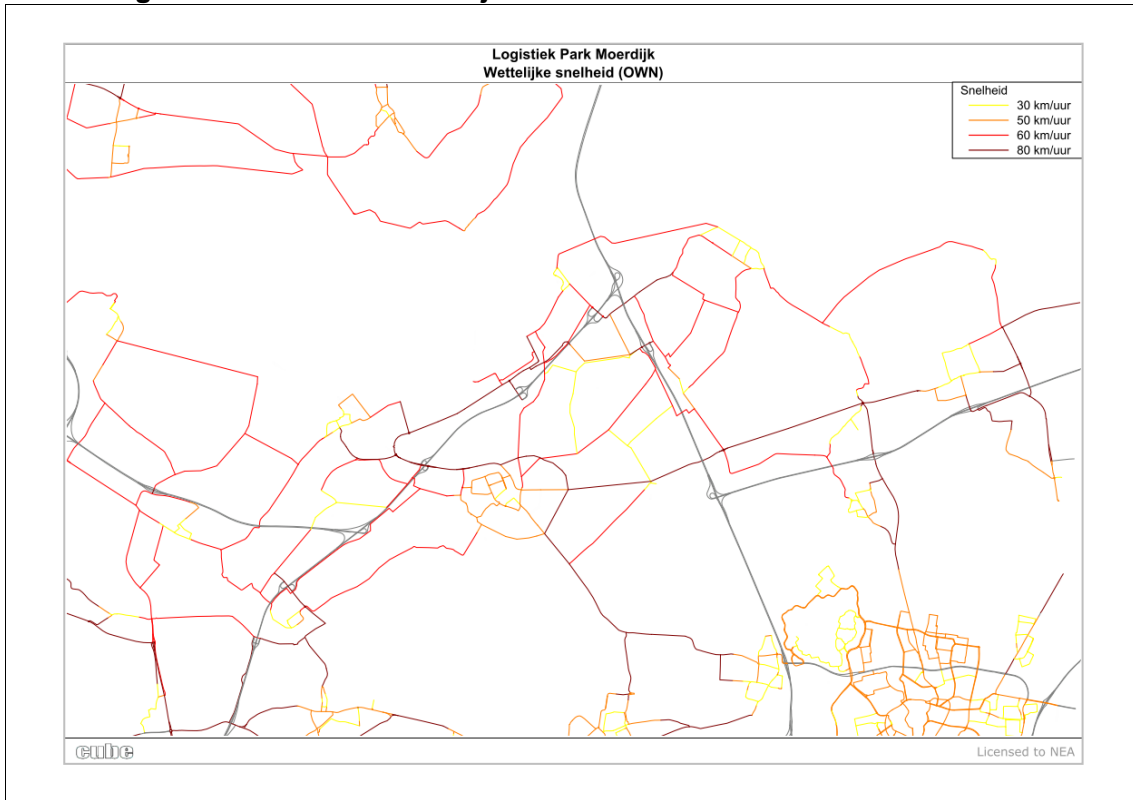 Logistiek Park Moerdijk
Wettelijke snelheid (OWN)
Snelheid
30 km/uur
50 km/uur
60 km/uur
80 km/uur
cube
Licensed to NEA